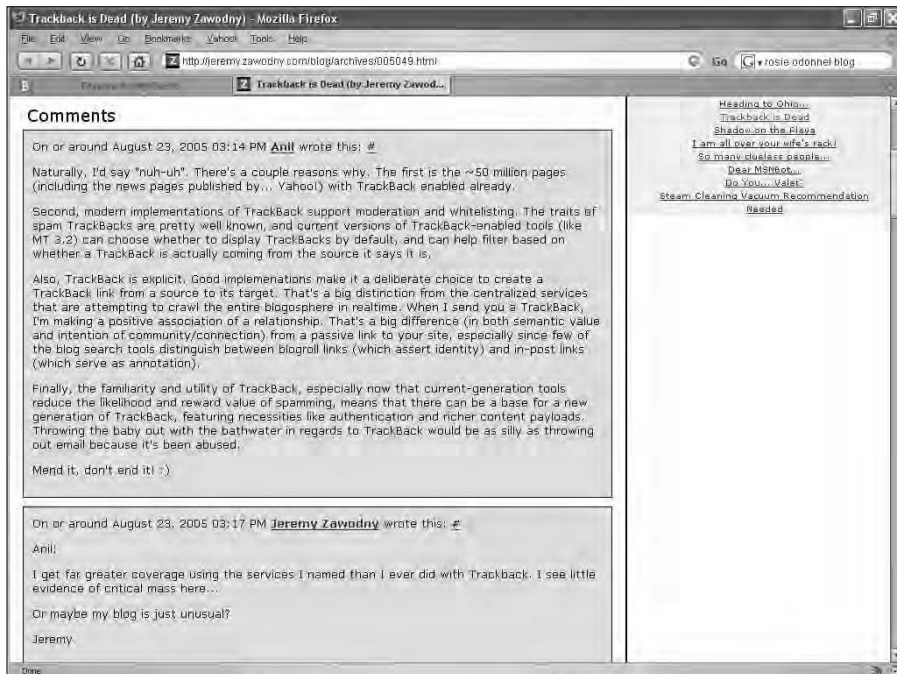 Trackback is Dead (by Jeremy Zawodny) - Mozilla Firefox
File Edit View Go Bookmarks Yahoo! Tools Help
http://jeremy.zawodny.com/blog/archives/005049.html
Go
G rosie odonnel blog
Trackback is Dead (by Jeremy Zawod...
Comments
On or around August 23, 2005 03:14 PM Anil wrote this: #
Naturally, I'd say "nuh-uh". There's a couple reasons why. The first is the ~50 million pages
(including the news pages published by... Yahoo!) with TrackBack enabled already.
Second, modern implementations of TrackBack support moderation and whitelisting. The traits of
spam TrackBacks are pretty well known, and current versions of TrackBack-enabled tools (like
MT 3.2) can choose whether to display TrackBacks by default, and can help filter based on
whether a TrackBack is actually coming from the source it says it is.
Also, TrackBack is explicit. Good implemenations make it a deliberate choice to create a
TrackBack link from a source to its target. That's a big distinction from the centralized services
that are attempting to crawl the entire blogosphere in realtime. When I send you a TrackBack,
I'm making a positive association of a relationship. That's a big difference (in both semantic value
and intention of community/connection) from a passive link to your site, especially since few of
the blog search tools distinguish between blogroll links (which assert identity) and in-post links
(which serve as annotation).
Finally, the familiarity and utility of TrackBack, especially now that current-generation tools
reduce the likelihood and reward value of spamming, means that there can be a base for a new
generation of TrackBack, featuring necessities like authentication and richer content payloads.
Throwing the baby out with the bathwater in regards to TrackBack would be as silly as throwing
out email because it's been abused.
Mend it, don't end it! :)
On or around August 23, 2005 03:17 PM Jeremy Zawodny wrote this: #
Anil:
I get far greater coverage using the services I named than I ever did with Trackback. I see little
evidence of critical mass here...
Or maybe my blog is just unusual?
Jeremy
Heading to Ohio...
Trackback is Dead
Shadow on the Playa
I am all over your wife's rack!
So many clueless people...
Dear MSNBot...
Do You... Valet?
Steam Cleaning Vacuum Recommendation
Needed
Done